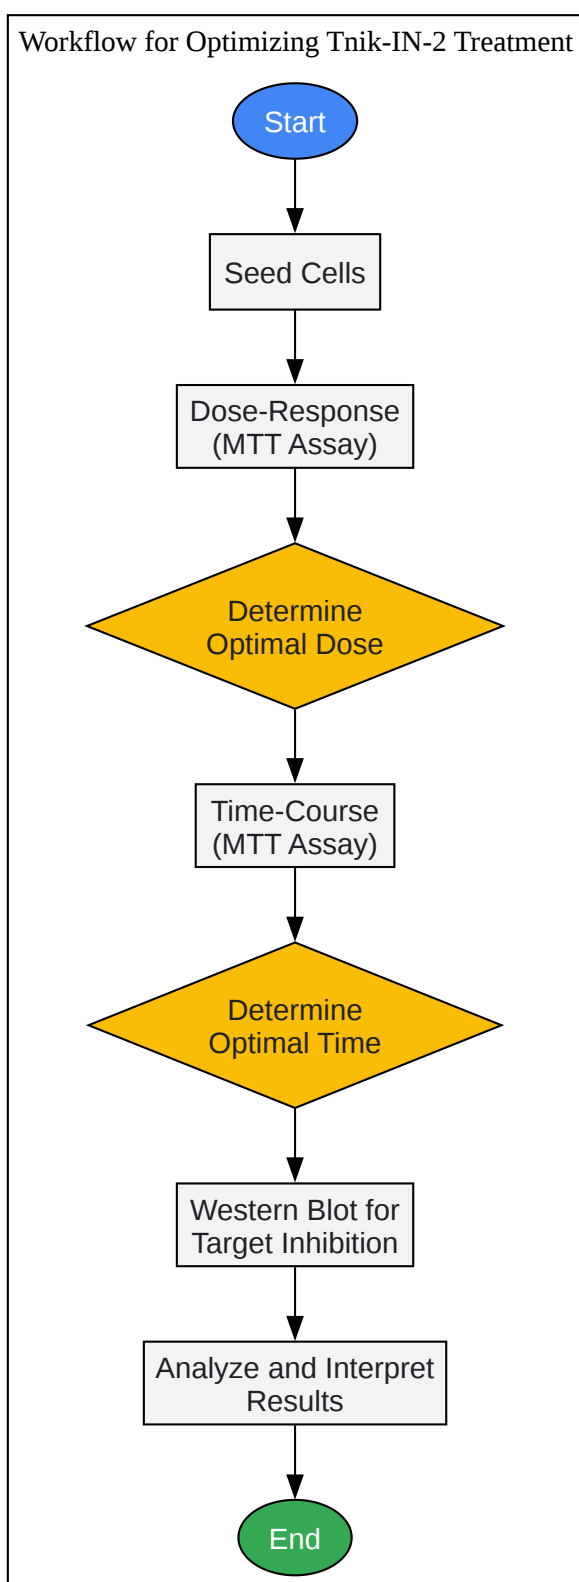 Workflow for Optimizing Tnik-IN-2 Treatment
Start
Seed Cells
Dose-Response
(MTT Assay)
Determine
Optimal Dose
Time-Course
(MTT Assay)
Determine
Optimal Time
Western Blot for
Target Inhibition
Analyze and Interpret
Results
End